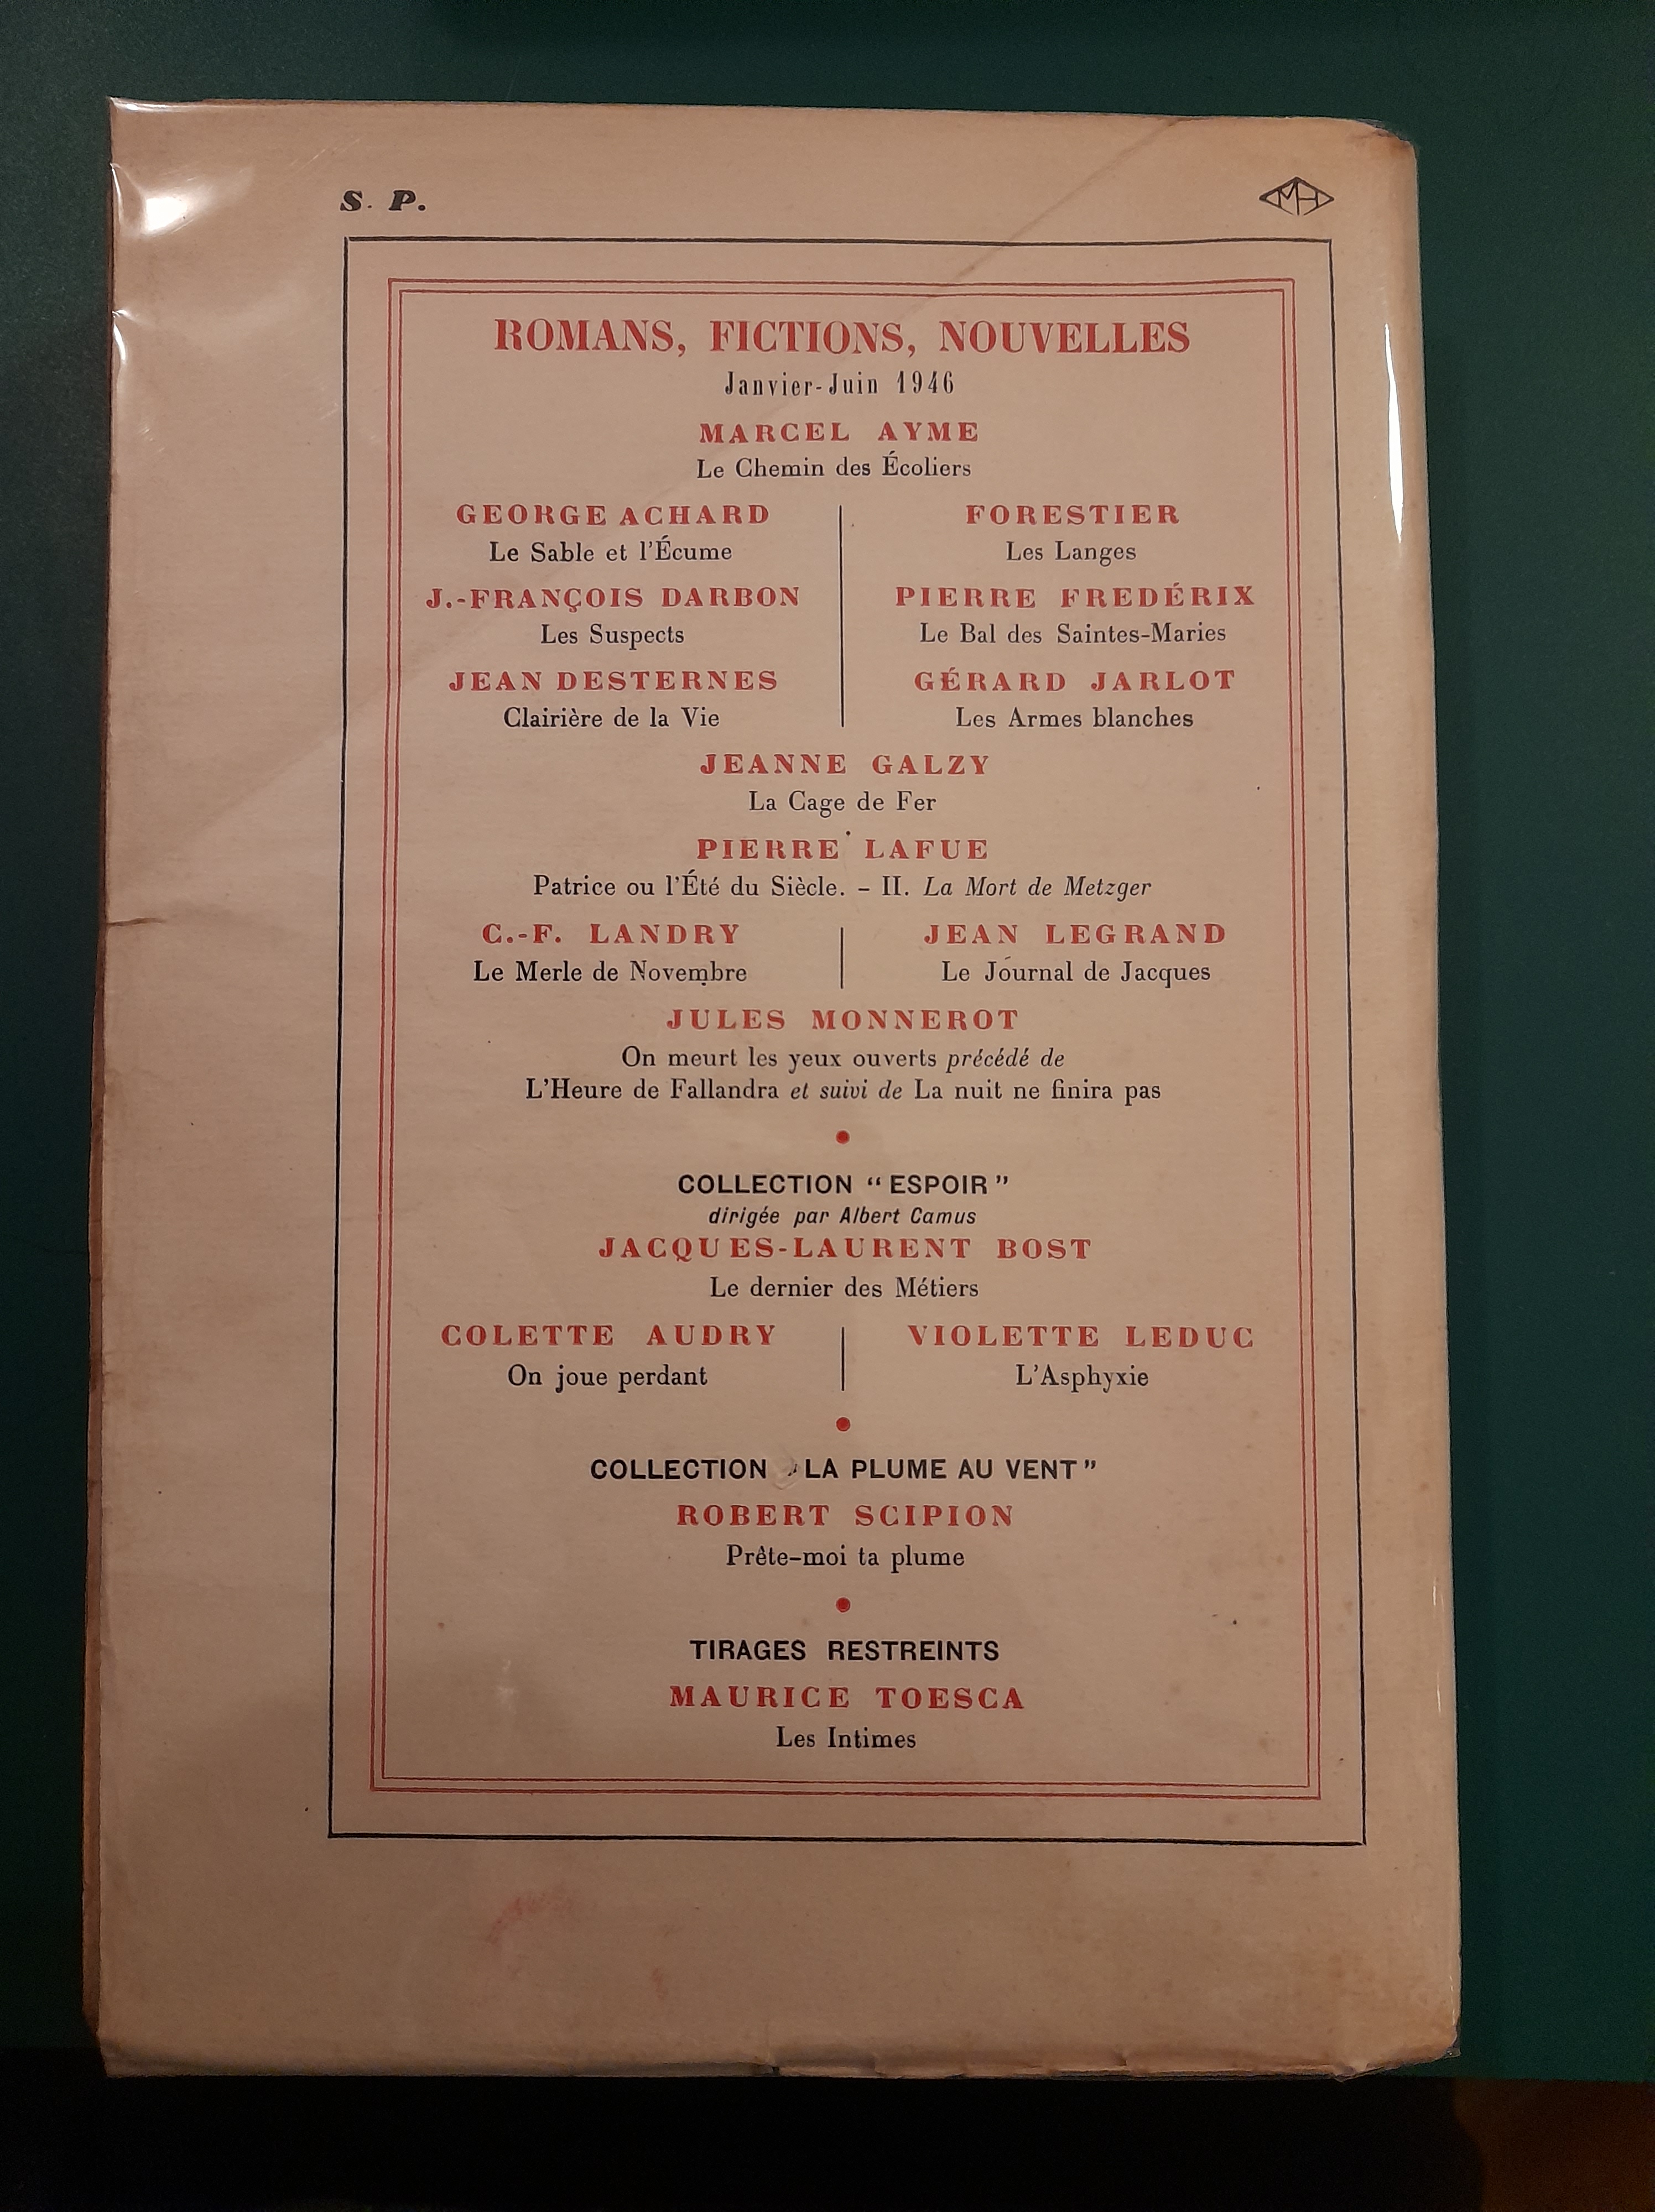 S. P.
MH
ROMANS, FICTIONS, NOUVELLES
Janvier-Juin 1946
MARCEL AYME
Le Chemin des Écoliers
GEORGE ACHARD
Le Sable et l'Écume
J.-FRANÇOIS DARBON
Les Suspects
JEAN DESTERNES
Clairière de la Vie
FORESTIER
Les Langes
PIERRE FREDÉRIX
Le Bal des Saintes-Maries
GÉRARD JARLOT
Les Armes blanches
JEANNE GALZY
La Cage de Fer
PIERRE LAFUE
Patrice ou l'Été du Siècle. – II. La Mort de Metzger
C.-F. LANDRY
Le Merle de Novembre
JEAN LEGRAND
Le Journal de Jacques
JULES MONNEROT
On meurt les yeux ouverts précédé de
L'Heure de Fallandra et suivi de La nuit ne finira pas
COLLECTION “ ESPOIR ”
dirigée par Albert Camus
JACQUES-LAURENT BOST
Le dernier des Métiers
COLETTE AUDRY
On joue perdant
VIOLETTE LEDUC
L'Asphyxie
COLLECTION “ LA PLUME AU VENT ”
ROBERT SCIPION
Prête-moi ta plume
TIRAGES RESTREINTS
MAURICE TOESCA
Les Intimes